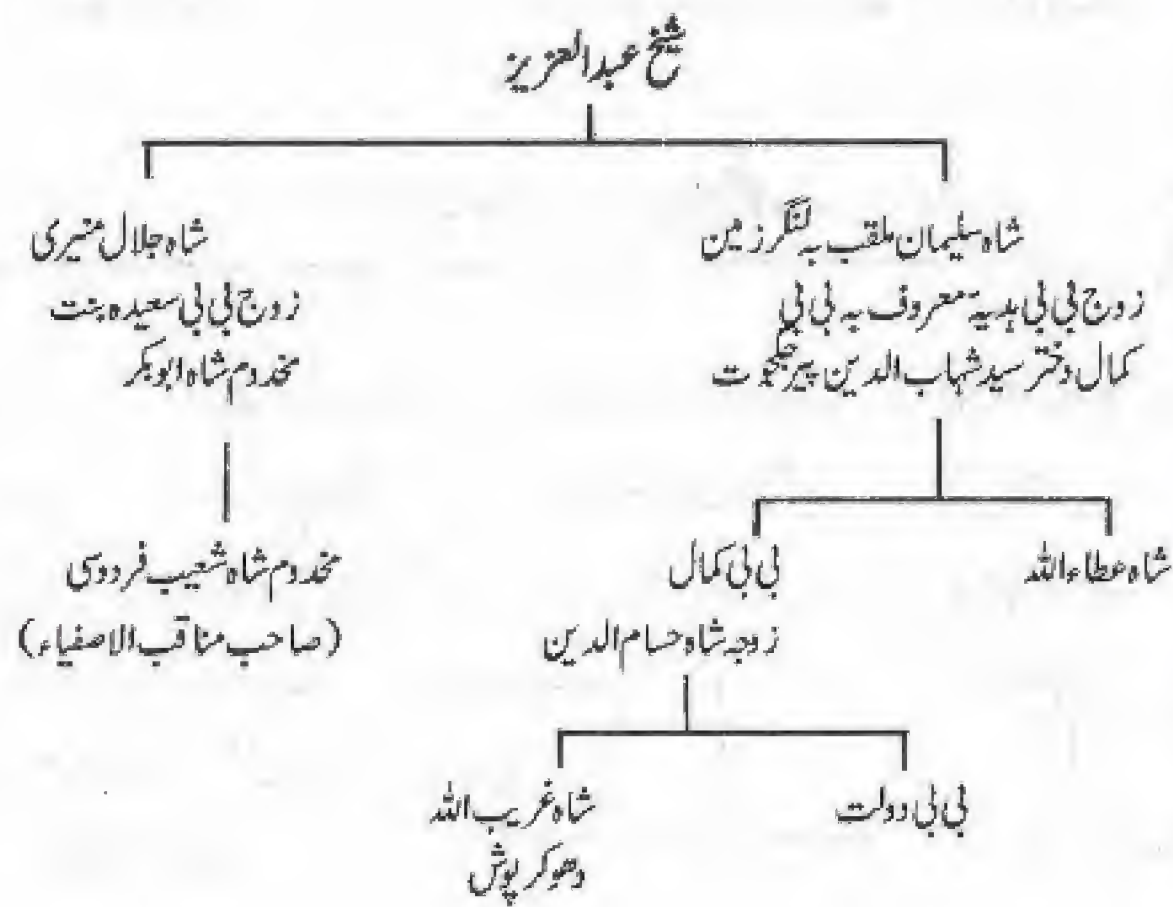 شیخ عبدالعزیز
شاہ سلیمان ملقب بہ لنگر زمین
زوج بی بی ہدیہ معروف بہ بی بی
کمال دختر سید شہاب الدین پیر جگجوت
شاہ جلال منیری
زوج بی بی سعیدہ بنت
مخدوم شاہ ابوبکر
شاہ عطاء اللہ
بی بی کمال
زوجہ شاہ حسام الدین
مخدوم شاہ شعیب فردوسی
(صاحب مناقب الاصفیاء)
بی بی دولت
شاہ غریب اللہ
دھوکر پوش